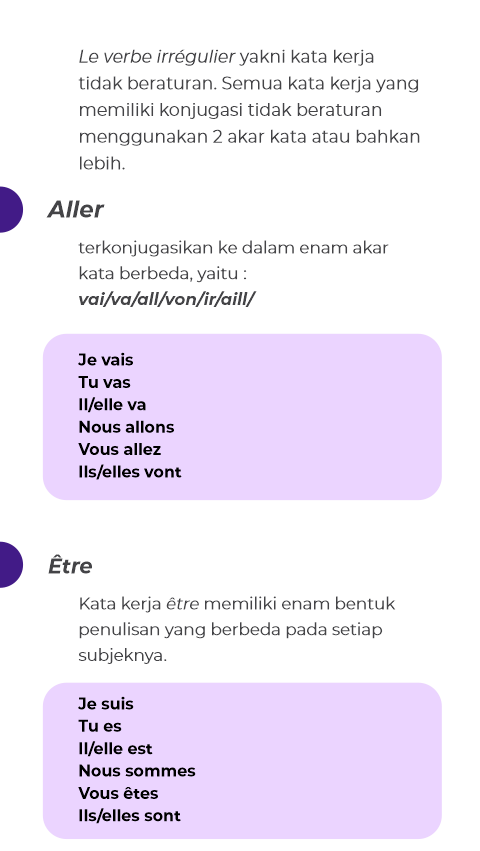 Le verbe irrégulier yakni kata kerja
tidak beraturan. Semua kata kerja yang
memiliki konjugasi tidak beraturan
menggunakan 2 akar kata atau bahkan
lebih.
Aller
terkonjugasikan ke dalam enam akar
kata berbeda, yaitu :
vai/va/all/von/ir/aill/
Je vais
Tu vas
Il/elle va
Nous allons
Vous allez
Ils/elles vont
Être
Kata kerja être memiliki enam bentuk
penulisan yang berbeda pada setiap
subjeknya.
Je suis
Tu es
Il/elle est
Nous sommes
Vous êtes
Ils/elles sont